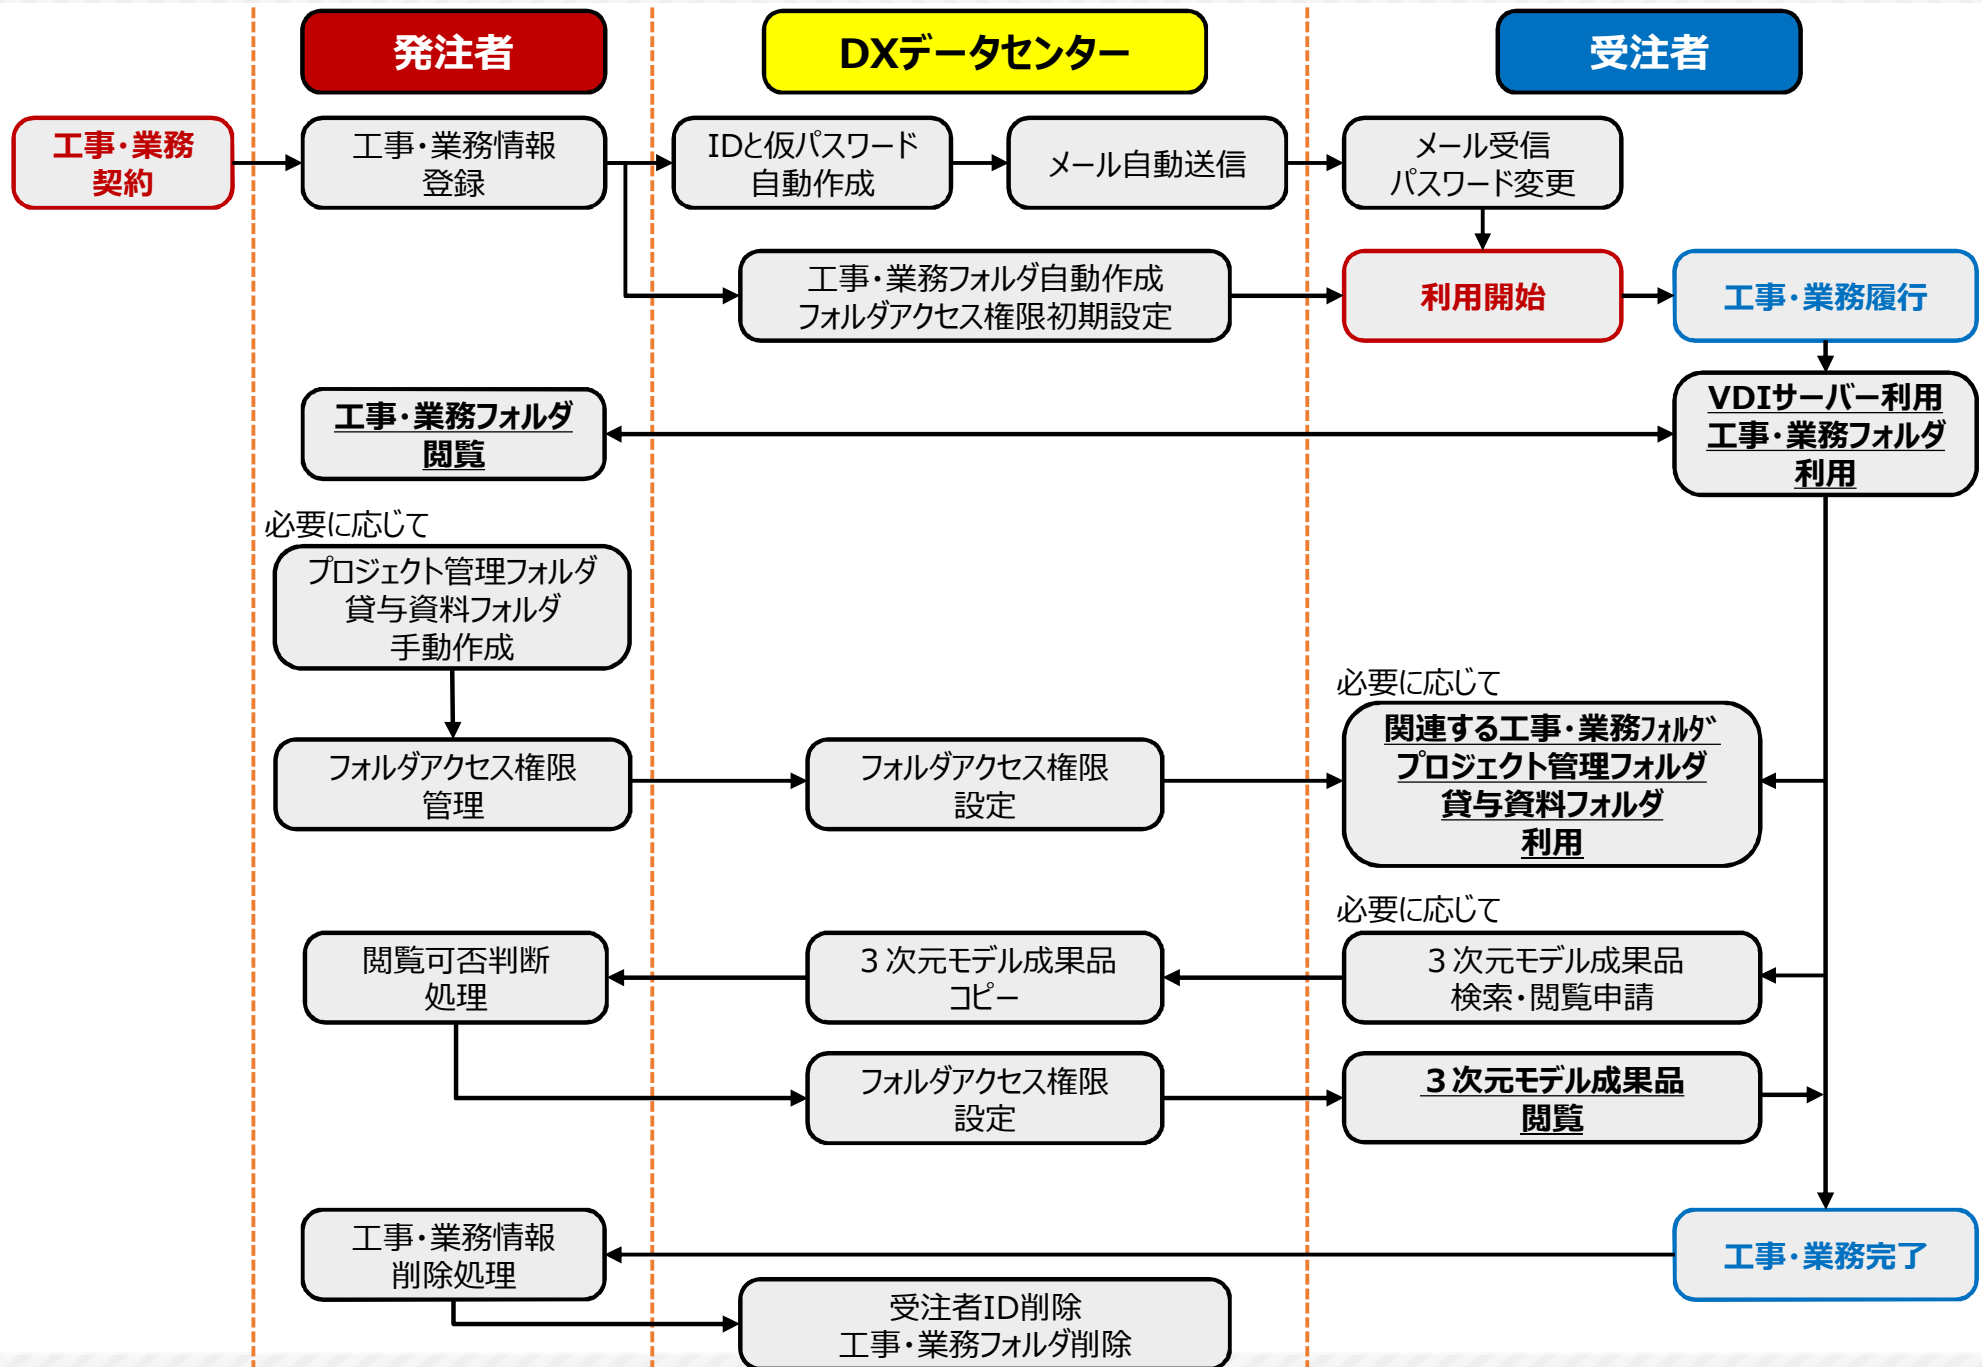 発注者
DXデータセンター
受注者
工事・業務
契約
工事・業務情報
登録
IDと仮パスワード
自動作成
メール自動送信
メール受信
パスワード変更
工事・業務フォルダ自動作成
フォルダアクセス権限初期設定
利用開始
工事・業務履行
工事・業務フォルダ
閲覧
VDIサーバー利用
工事・業務フォルダ
利用
必要に応じて
プロジェクト管理フォルダ
貸与資料フォルダ
手動作成
フォルダアクセス権限
管理
フォルダアクセス権限
設定
必要に応じて
関連する工事・業務フォルダ
プロジェクト管理フォルダ
貸与資料フォルダ
利用
必要に応じて
閲覧可否判断
処理
３次元モデル成果品
コピー
３次元モデル成果品
検索・閲覧申請
フォルダアクセス権限
設定
３次元モデル成果品
閲覧
工事・業務情報
削除処理
工事・業務完了
受注者ID削除
工事・業務フォルダ削除